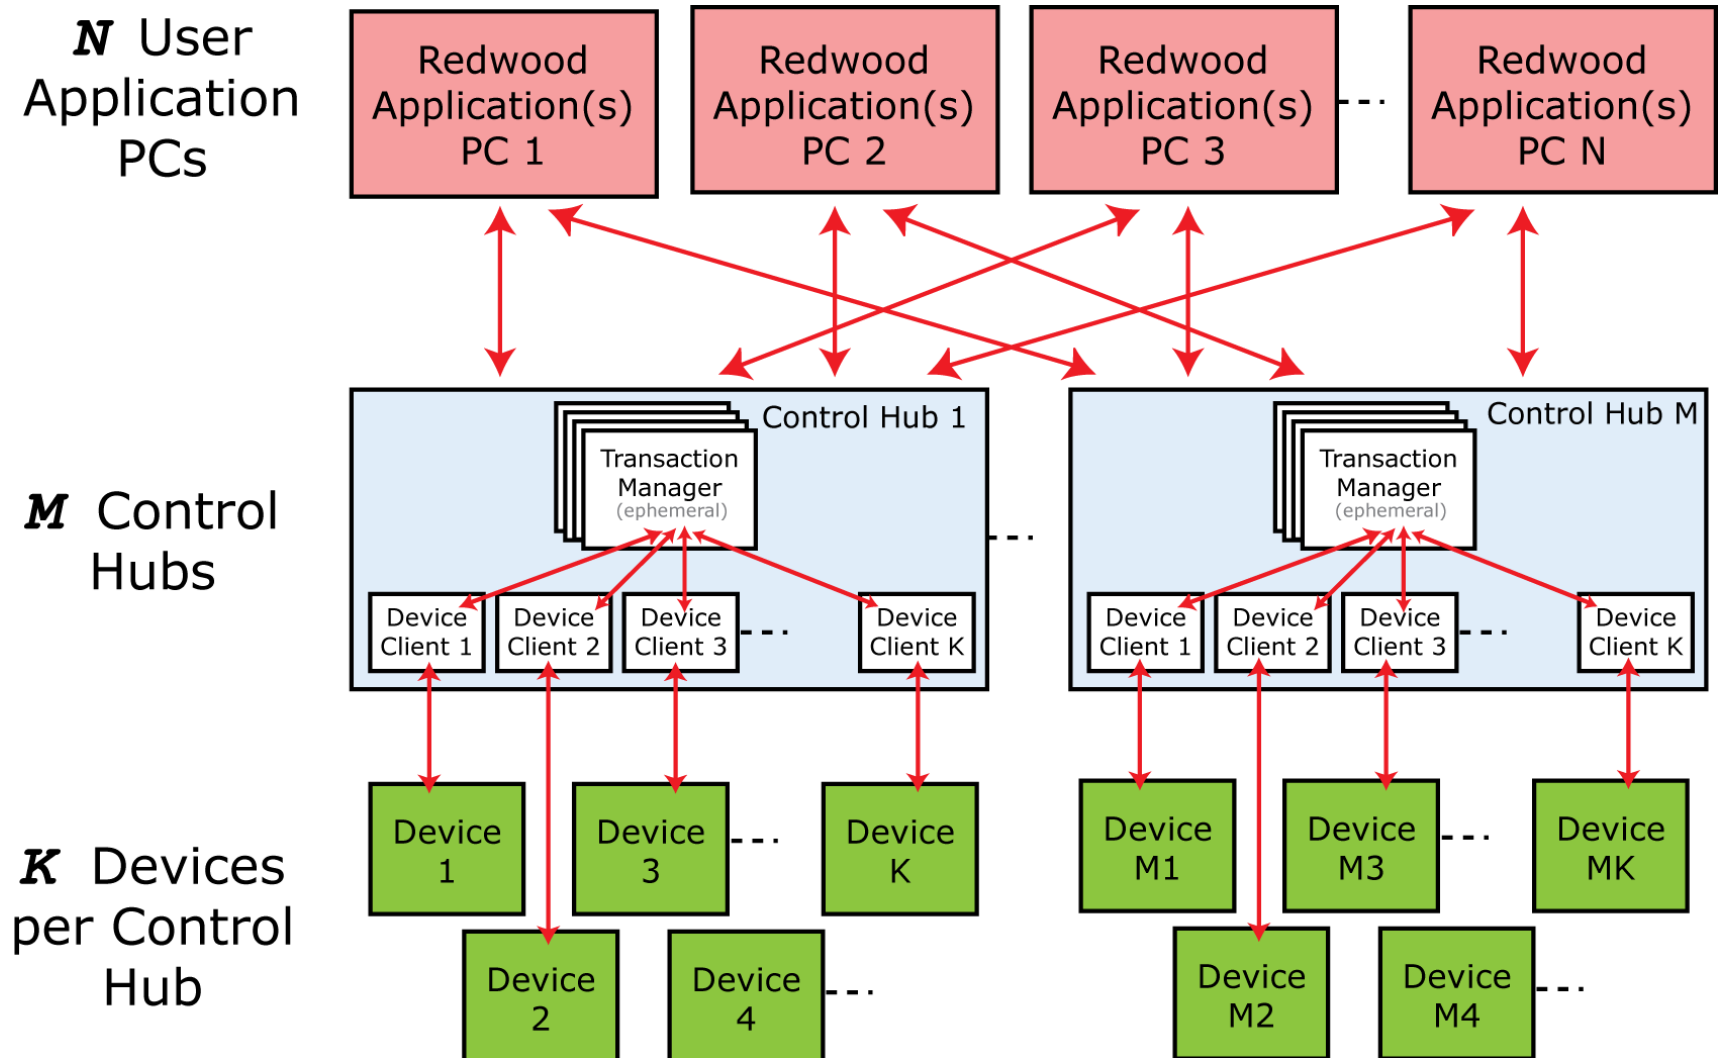 N User
Application
PCs
Redwood
Application(s)
PC 1
Redwood
Application(s)
PC 2
Redwood
Application(s)
PC 3
Redwood
Application(s)
PC N
M Control
Hubs
Control Hub 1
Transaction
Manager
(ephemeral)
Device
Client 1
Device
Client 2
Device
Client 3
Device
Client K
Control Hub M
Transaction
Manager
(ephemeral)
Device
Client 1
Device
Client 2
Device
Client 3
Device
Client K
K Devices
per Control
Hub
Device
1
Device
3
Device
K
Device
2
Device
4
Device
M1
Device
M3
Device
MK
Device
M2
Device
M4